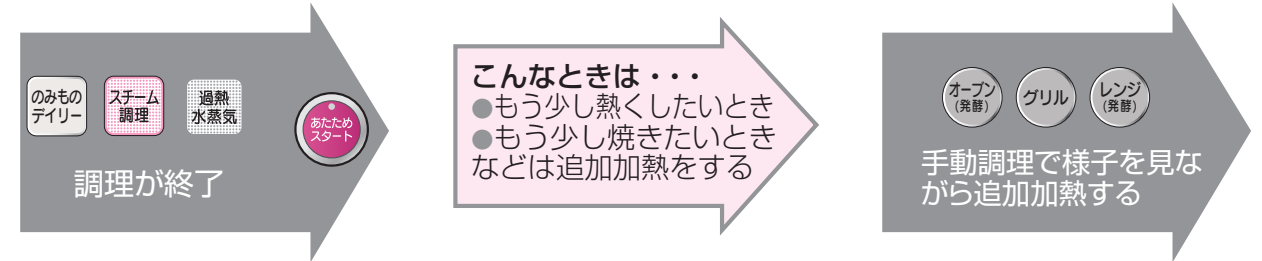 のみもの
デイリー
スチーム
調理
過熱
水蒸気
あたため
スタート
調理が終了
こんなときは・・・
●もう少し熱くしたいとき
●もう少し焼きたいとき
などは追加加熱をする
オーブン
(発酵)
グリル
レンジ
(発酵)
手動調理で様子を見な
がら追加加熱する